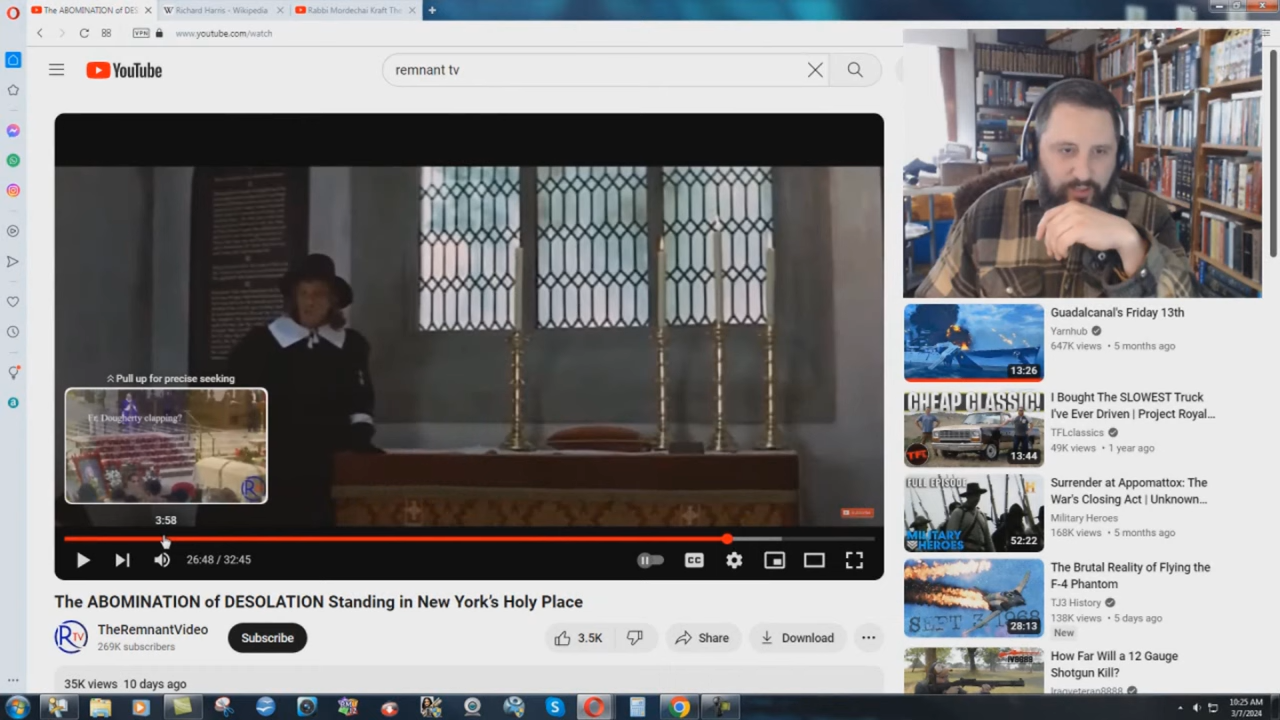 The ABOMINATION of DES
Richard Harris - Wikipedia
Rabbi Mordechai Kraft The
VPN
www.youtube.com/watch
YouTube
remnant tv
Pull up for precise seeking
Fr. Dougherty clapping?
3:58
26:48 / 32:45
CC
The ABOMINATION of DESOLATION Standing in New York's Holy Place
RTV
TheRemnantVideo
269K subscribers
Subscribe
3.5K
Share
Download
35K views 10 days ago
Guadalcanal's Friday 13th
Yarnhub
647K views • 5 months ago
13:26
CHEAP CLASSIC!
I Bought The SLOWEST Truck
I've Ever Driven | Project Royal...
TFLclassics
49K views • 1 year ago
13:44
FULL EPISODE
Surrender at Appomattox: The
War's Closing Act | Unknown...
Military Heroes
168K views • 5 months ago
MILITARY
HEROES
52:22
The Brutal Reality of Flying the
F-4 Phantom
TJ3 History
138K views • 5 days ago
New
SEPT 3 1968
28:13
How Far Will a 12 Gauge
Shotgun Kill?
Iraqveteran8888
10:25 AM
3/7/2024